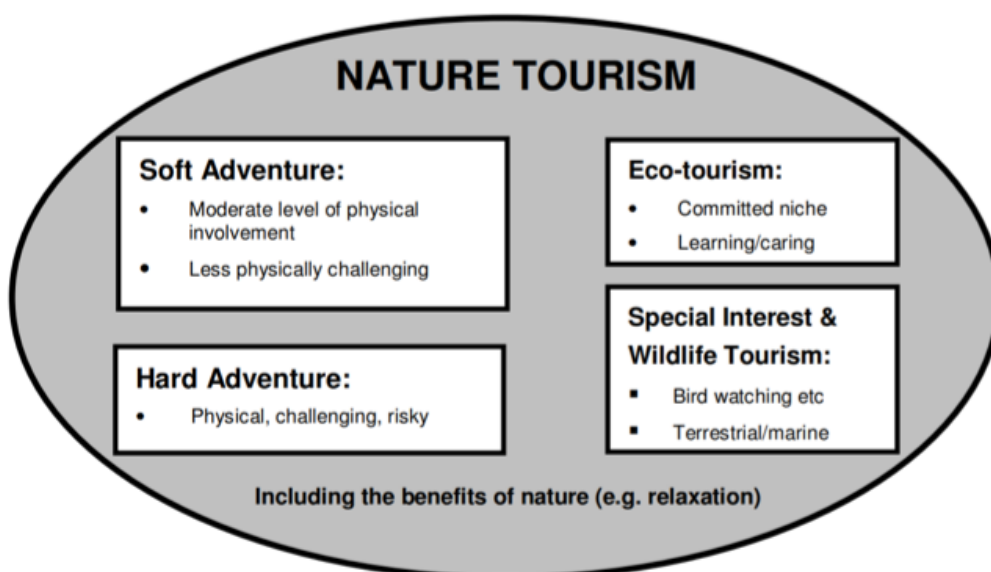 NATURE TOURISM
Soft Adventure:
• Moderate level of physical
involvement
• Less physically challenging
Hard Adventure:
• Physical, challenging, risky
Eco-tourism:
• Committed niche
• Learning/caring
Special Interest &
Wildlife Tourism:
▪ Bird watching etc
▪ Terrestrial/marine
Including the benefits of nature (e.g. relaxation)